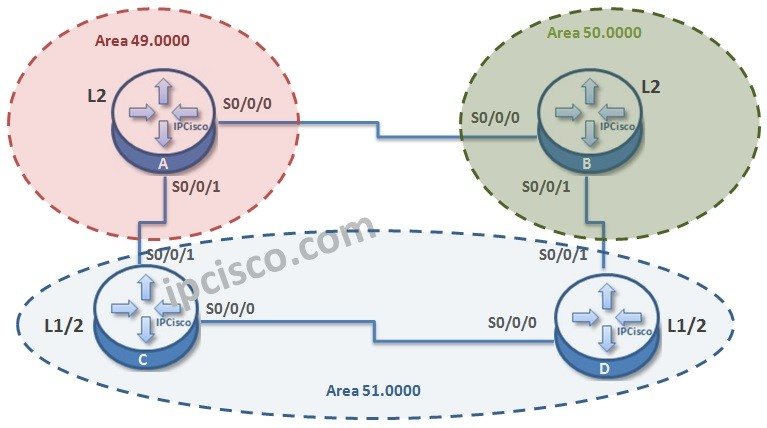 Area 49.0000
Area 50.0000
L2
IPCisco
A
S0/0/0
S0/0/1
S0/0/0
L2
IPCisco
B
S0/0/1
ipcisco.com
S0/0/1
L1/2
IPCisco
C
S0/0/0
S0/0/1
S0/0/0
IPCisco
D
L1/2
Area 51.0000